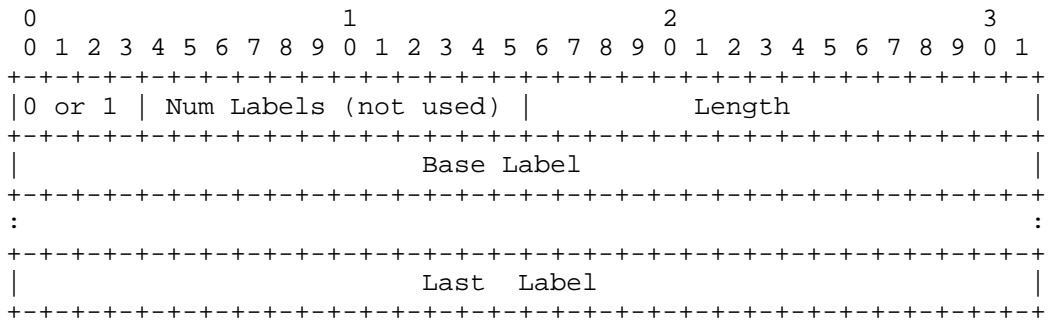 0                   1                   2                   3
 0 1 2 3 4 5 6 7 8 9 0 1 2 3 4 5 6 7 8 9 0 1 2 3 4 5 6 7 8 9 0 1
+-+-+-+-+-+-+-+-+-+-+-+-+-+-+-+-+-+-+-+-+-+-+-+-+-+-+-+-+-+-+-+-+
|0 or 1 | Num Labels (not used) |          Length               |
+-+-+-+-+-+-+-+-+-+-+-+-+-+-+-+-+-+-+-+-+-+-+-+-+-+-+-+-+-+-+-+-+
|                         Base Label                            |
+-+-+-+-+-+-+-+-+-+-+-+-+-+-+-+-+-+-+-+-+-+-+-+-+-+-+-+-+-+-+-+-+
:                                                               :
+-+-+-+-+-+-+-+-+-+-+-+-+-+-+-+-+-+-+-+-+-+-+-+-+-+-+-+-+-+-+-+-+
|                         Last  Label                           |
+-+-+-+-+-+-+-+-+-+-+-+-+-+-+-+-+-+-+-+-+-+-+-+-+-+-+-+-+-+-+-+-+